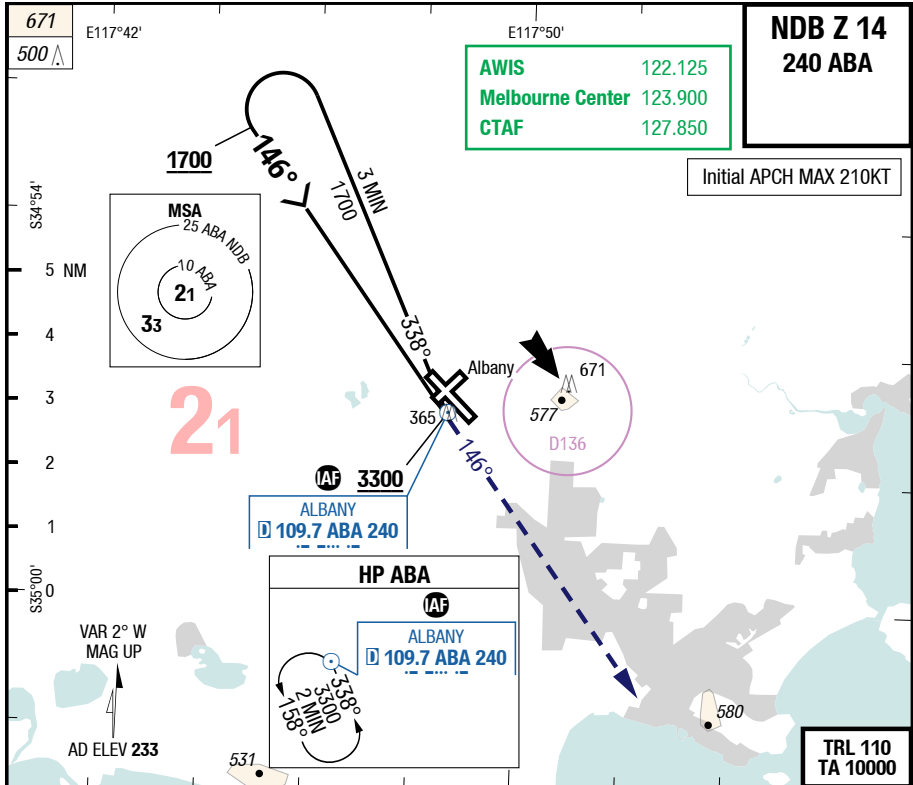 671
500
E117°42'
E117°50'
NDB Z 14
240 ABA
AWIS 122.125
Melbourne Center 123.900
CTAF 127.850
Initial APCH MAX 210KT
1700
146°
3 MIN
1700
S34°54'
MSA
25 ABA NDB
10 ABA
21
33
5 NM
4
3
2
1
0
338°
Albany
671
577
D136
365
21
146°
IAF 3300
ALBANY
D 109.7 ABA 240
S35°00'
HP ABA
IAF
ALBANY
D 109.7 ABA 240
338°
3300
2 MIN
158°
VAR 2° W
MAG UP
AD ELEV 233
531
580
TRL 110
TA 10000